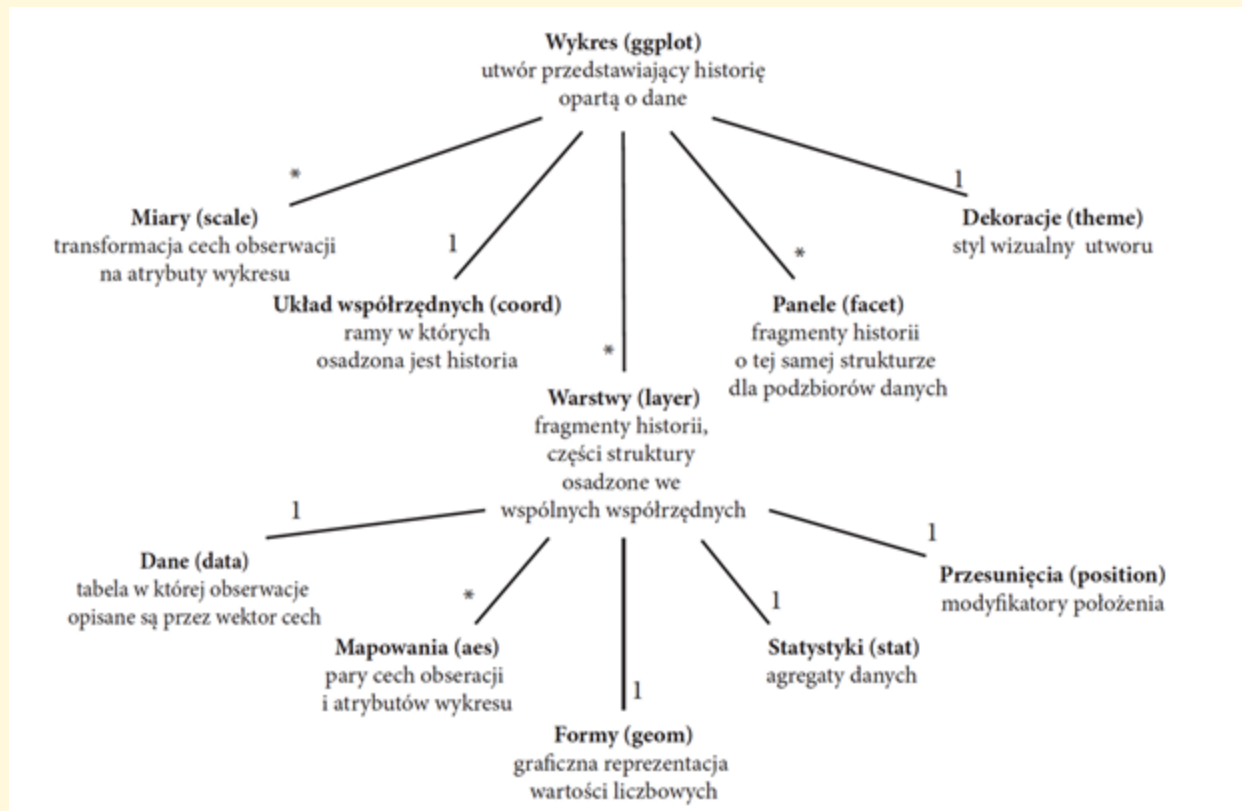 Wykres (ggplot)
utwór przedstawiający historię
opartą o dane
*
Miary (scale)
transformacja cech obserwacji
na atrybuty wykresu
1
Układ współrzędnych (coord)
ramy w których
osadzona jest historia
*
Warstwy (layer)
fragmenty historii,
części struktury
osadzone we
wspólnych współrzędnych
*
Panele (facet)
fragmenty historii
o tej samej strukturze
dla podzbiorów danych
1
Dekoracje (theme)
styl wizualny utworu
1
Dane (data)
tabela w której obserwacje
opisane są przez wektor cech
*
Mapowania (aes)
pary cech obseracji
i atrybutów wykresu
1
Formy (geom)
graficzna reprezentacja
wartości liczbowych
1
Statystyki (stat)
agregaty danych
1
Przesunięcia (position)
modyfikatory położenia